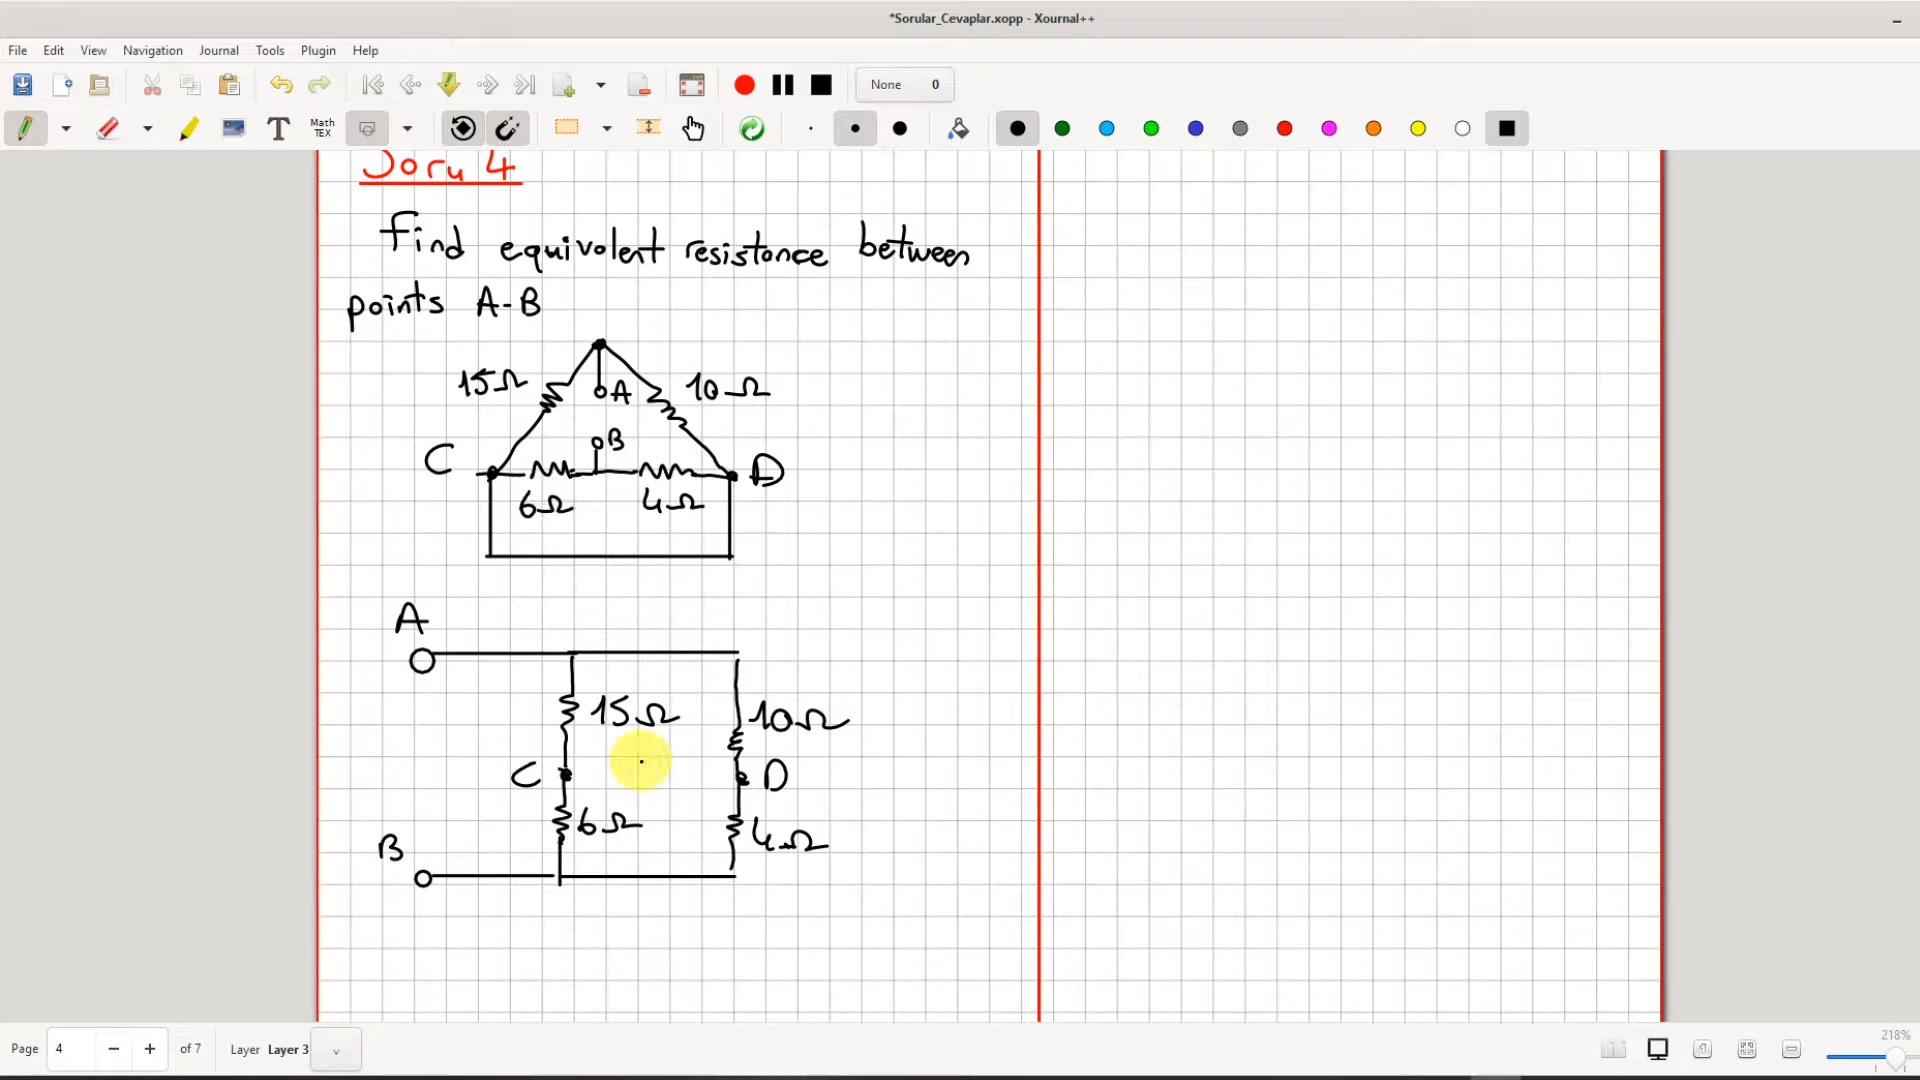 *Sorular_Cevaplar.xopp - Xournal++
File Edit View Navigation Journal Tools Plugin Help
None 0
T Math TEX
Soru 4
Find equivalent resistance between
points A-B
15Ω A 10Ω
C B D
6Ω 4Ω
A
15Ω 10Ω
C D
6Ω 4Ω
B
Page 4 of 7 Layer Layer 3 218%